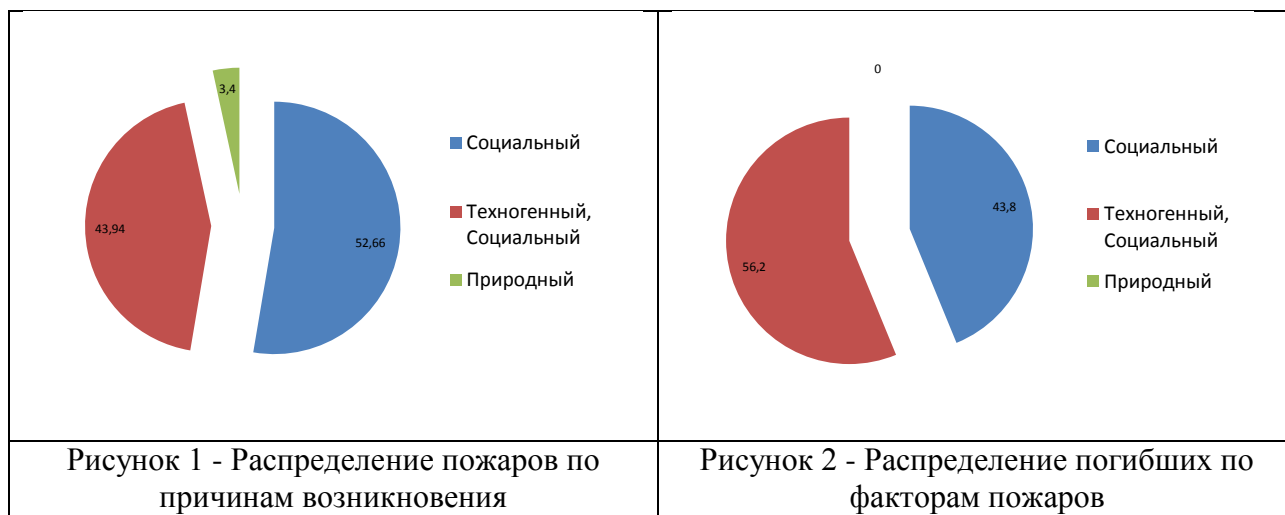 3,4
43,94
52,66
Социальный
Техногенный,
Социальный
Природный
Рисунок 1 - Распределение пожаров по
причинам возникновения
0
43,8
56,2
Социальный
Техногенный,
Социальный
Природный
Рисунок 2 - Распределение погибших по
факторам пожаров